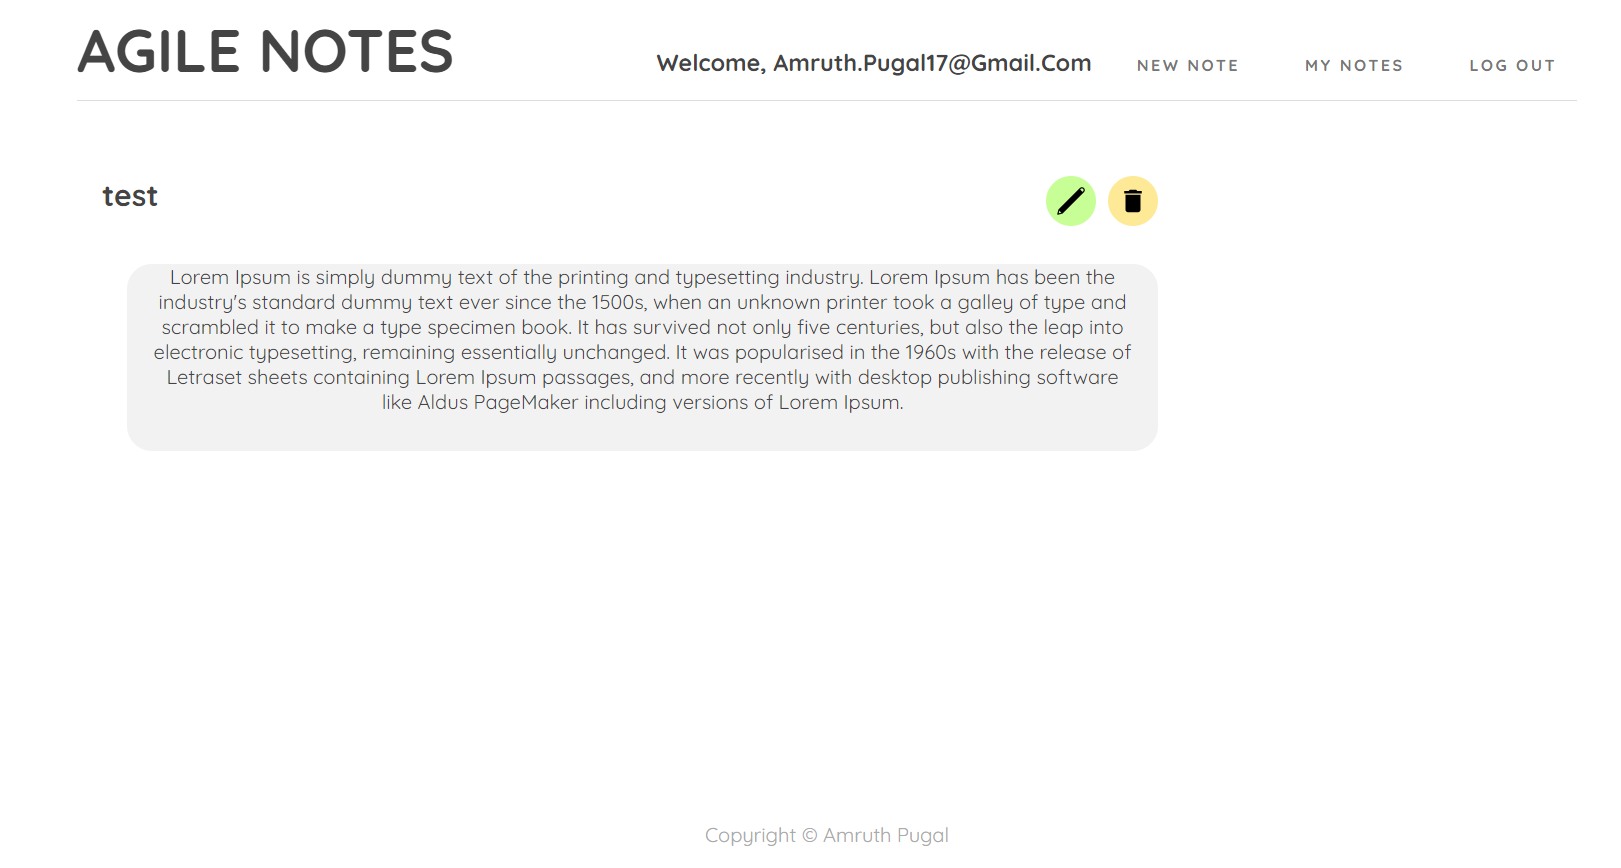 AGILE NOTES
Welcome, Amruth.Pugal17@Gmail.Com
NEW NOTE
MY NOTES
LOG OUT
test
Lorem Ipsum is simply dummy text of the printing and typesetting industry. Lorem Ipsum has been the
industry's standard dummy text ever since the 1500s, when an unknown printer took a galley of type and
scrambled it to make a type specimen book. It has survived not only five centuries, but also the leap into
electronic typesetting, remaining essentially unchanged. It was popularised in the 1960s with the release of
Letraset sheets containing Lorem Ipsum passages, and more recently with desktop publishing software
like Aldus PageMaker including versions of Lorem Ipsum.
Copyright © Amruth Pugal